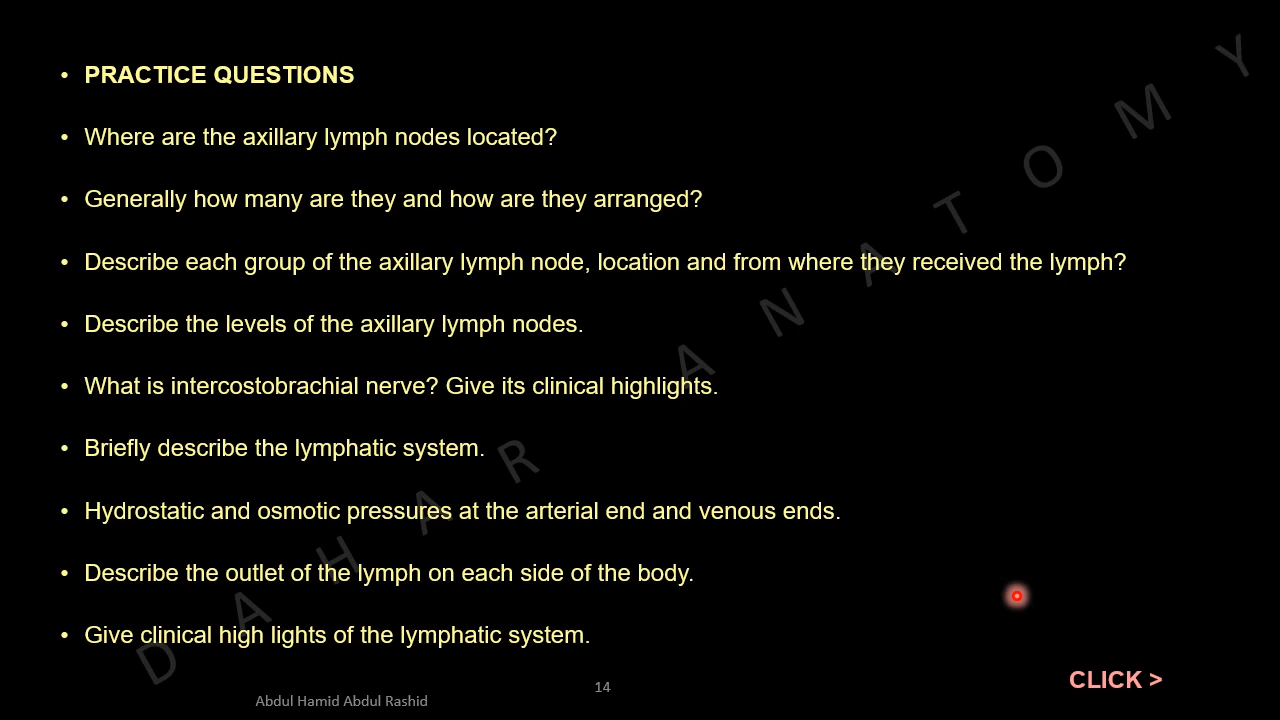 • PRACTICE QUESTIONS
• Where are the axillary lymph nodes located?
• Generally how many are they and how are they arranged?
• Describe each group of the axillary lymph node, location and from where they received the lymph?
• Describe the levels of the axillary lymph nodes.
• What is intercostobrachial nerve? Give its clinical highlights.
• Briefly describe the lymphatic system.
• Hydrostatic and osmotic pressures at the arterial end and venous ends.
• Describe the outlet of the lymph on each side of the body.
• Give clinical high lights of the lymphatic system.
DAHAR ANATOMY
CLICK >
14
Abdul Hamid Abdul Rashid